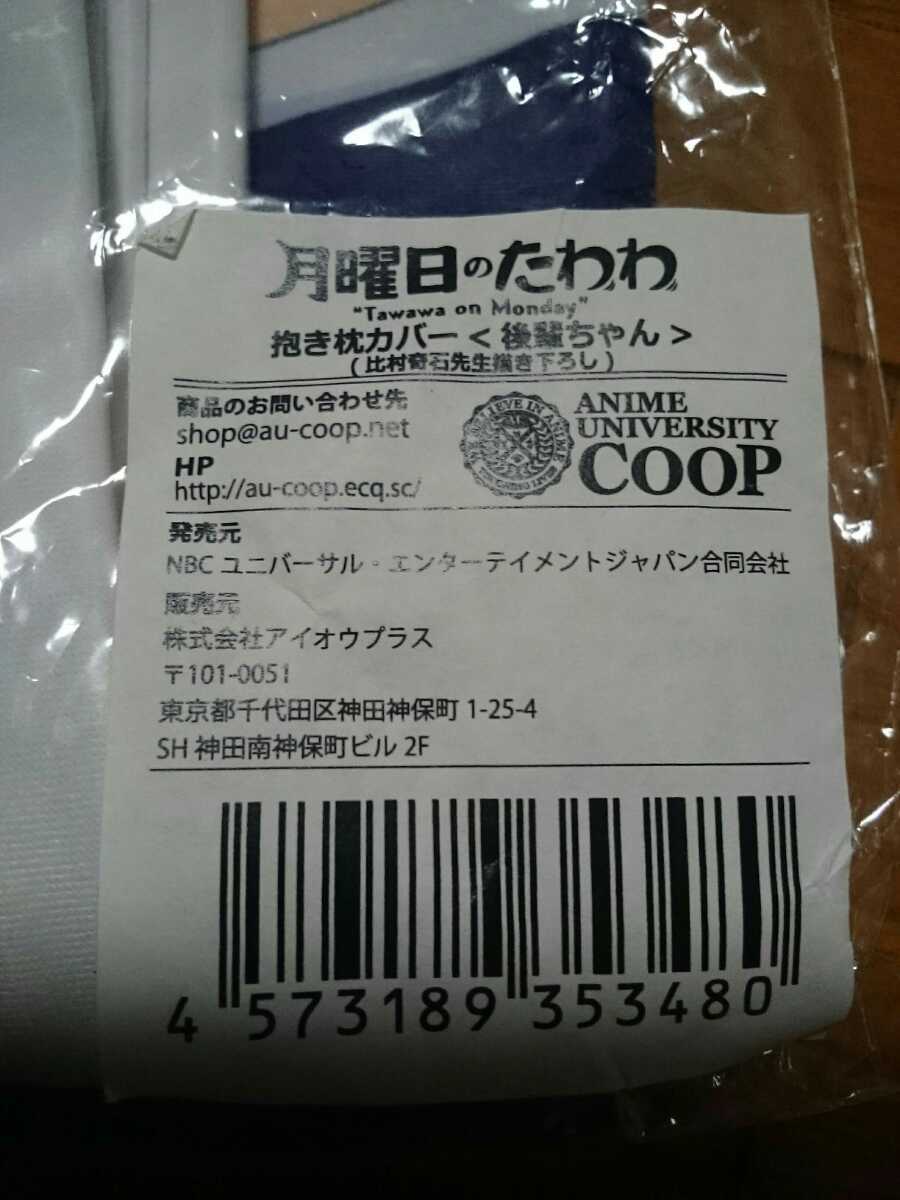 月曜日のたわわ
"Tawawa on Monday"
抱き枕カバー<後輩ちゃん>
(比村奇石先生描き下ろし)
商品のお問い合わせ先
shop@au-coop.net
HP
http://au-coop.ecq.sc/
BELIEVE IN ANIME
ANIME
UNIVERSITY
COOP
発売元
NBC ユニバーサル・エンターテイメントジャパン合同会社
販売元
株式会社アイオウプラス
〒101-0051
東京都千代田区神田神保町 1-25-4
SH 神田南神保町ビル 2F
4 573189 353480